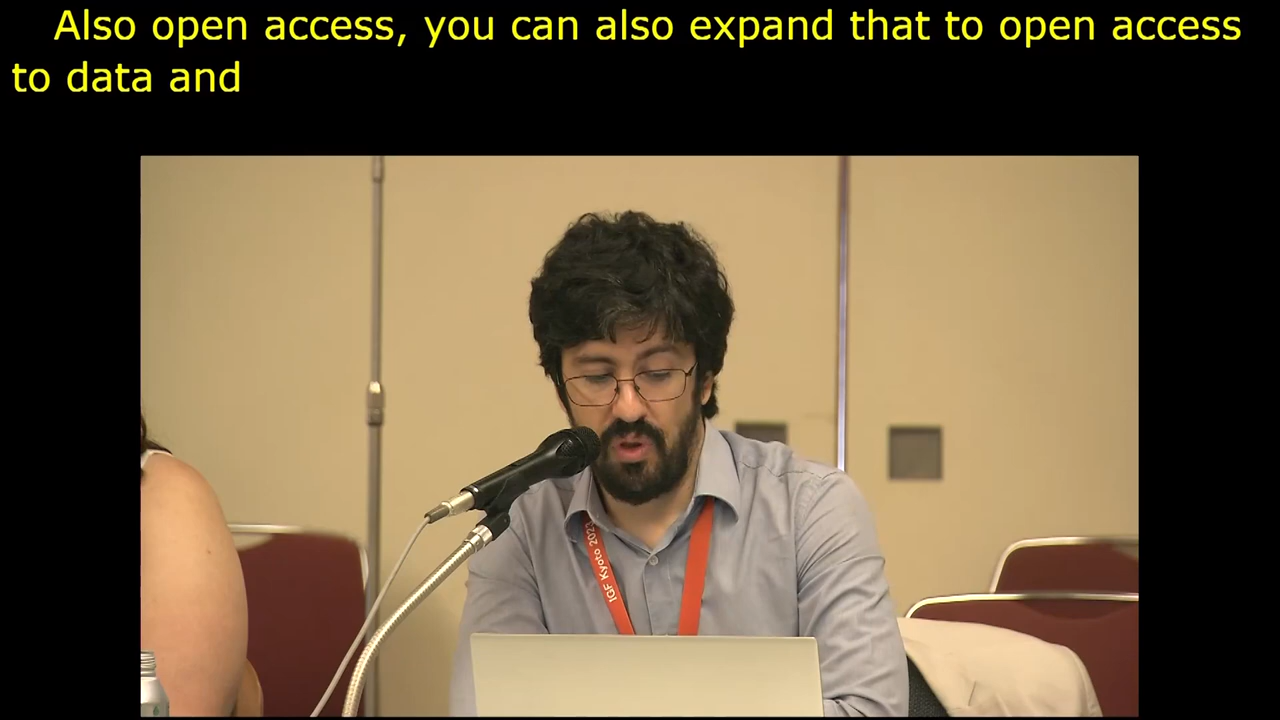 Also open access, you can also expand that to open access
to data and
IGF Kyoto 2023